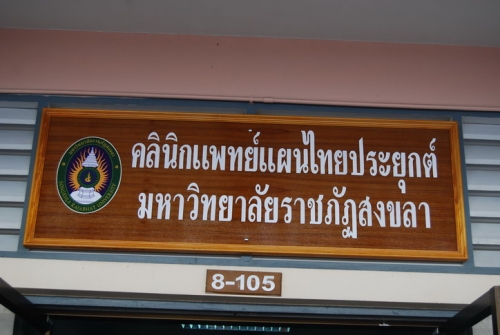 คลินิกแพทย์แผนไทยประยุกต์
มหาวิทยาลัยราชภัฏสงขลา
8-105